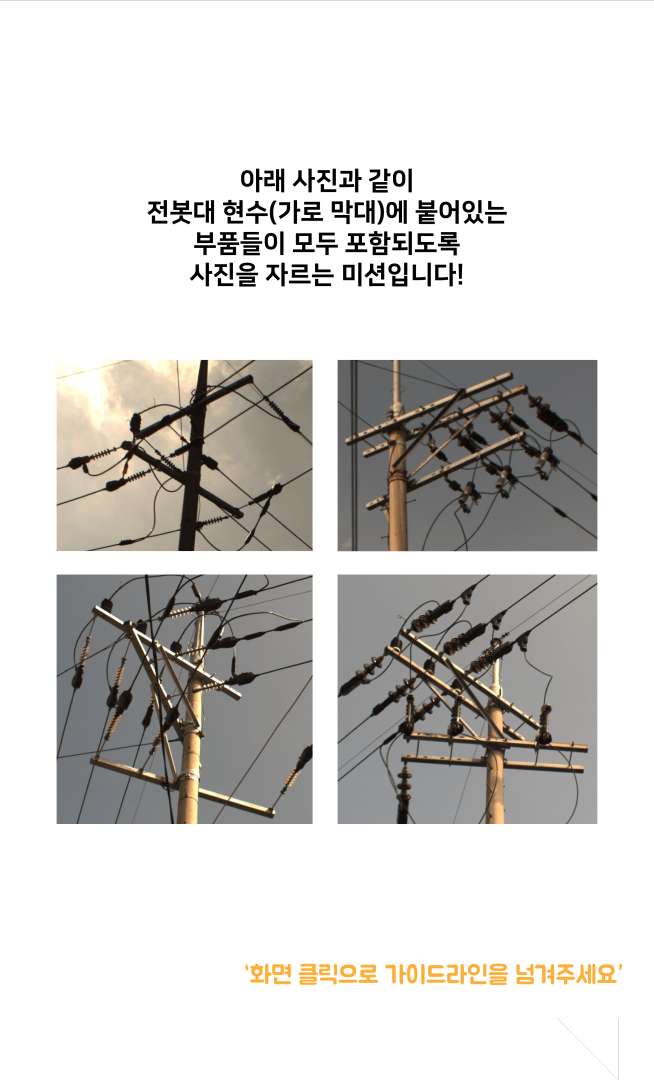 아래 사진과 같이
전봇대 현수(가로 막대)에 붙어있는
부품들이 모두 포함되도록
사진을 자르는 미션입니다!
'화면 클릭으로 가이드라인을 넘겨주세요'